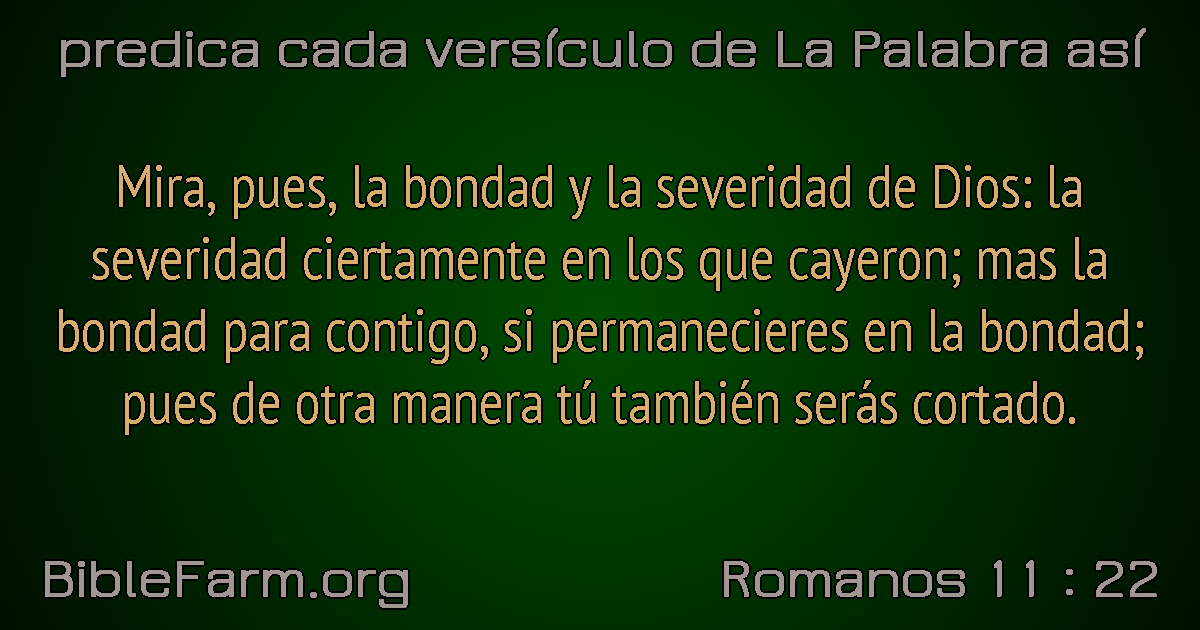 predica cada versículo de La Palabra así
Mira, pues, la bondad y la severidad de Dios: la
severidad ciertamente en los que cayeron; mas la
bondad para contigo, si permanecieres en la bondad;
pues de otra manera tú también serás cortado.
BibleFarm.org
Romanos 11 : 22